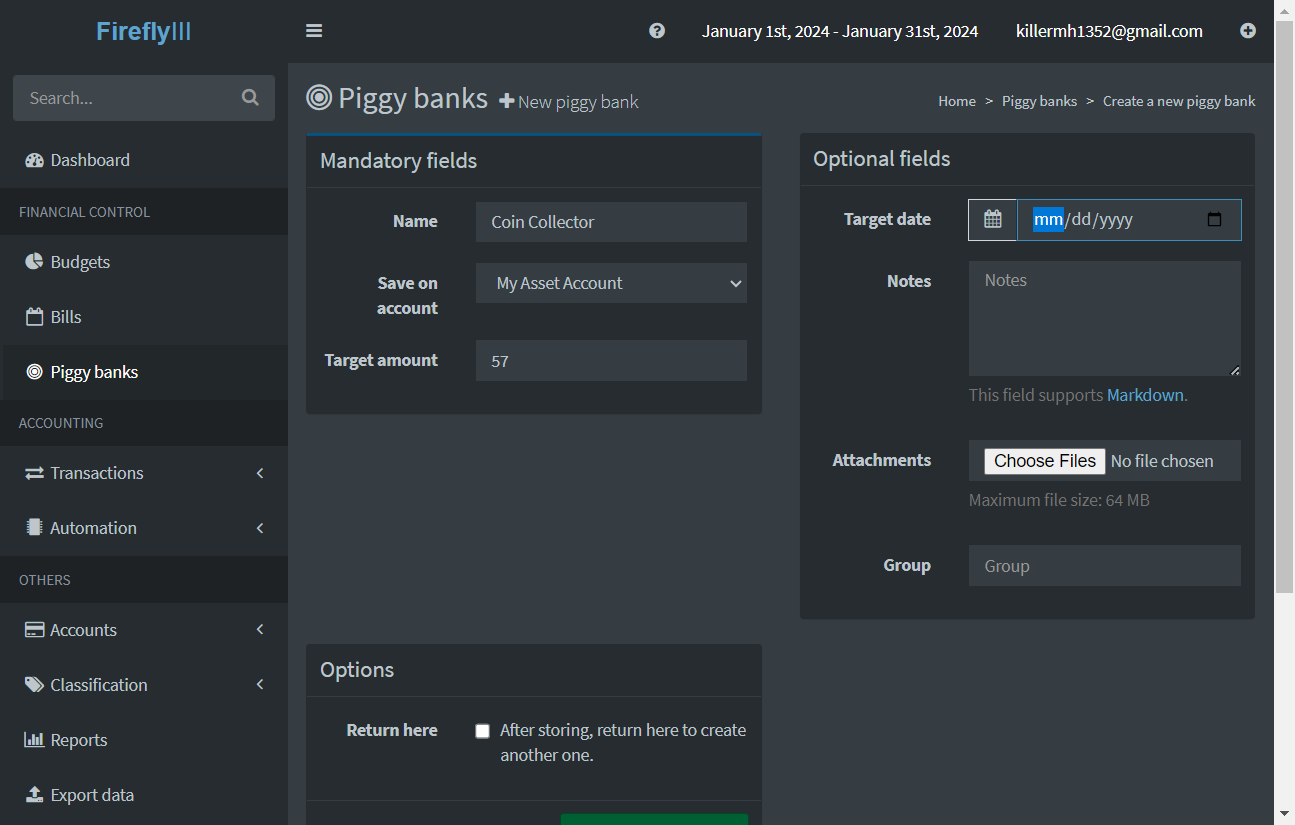 FireflyIII
January 1st, 2024 - January 31st, 2024
killermh1352@gmail.com
Search...
Dashboard
FINANCIAL CONTROL
Budgets
Bills
Piggy banks
ACCOUNTING
Transactions
Automation
OTHERS
Accounts
Classification
Reports
Export data
Piggy banks New piggy bank
Home > Piggy banks > Create a new piggy bank
Mandatory fields
Name Coin Collector
Save on
account
My Asset Account
Target amount 57
Optional fields
Target date mm/dd/yyyy
Notes Notes
This field supports Markdown.
Attachments Choose Files No file chosen
Maximum file size: 64 MB
Group Group
Options
Return here After storing, return here to create
another one.